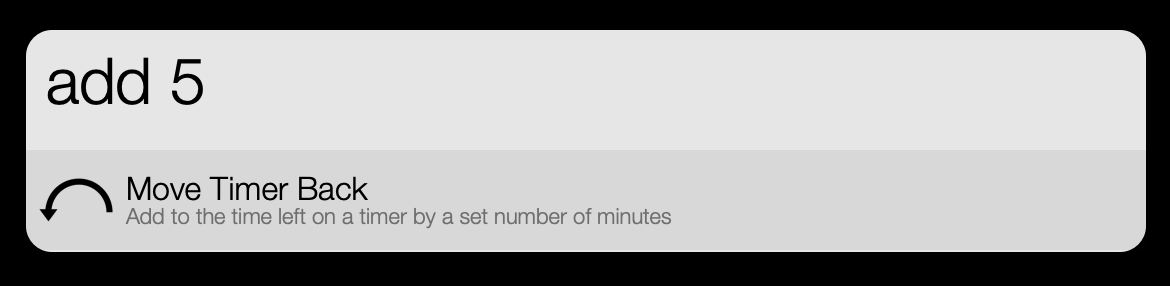 add 5
Move Timer Back
Add to the time left on a timer by a set number of minutes